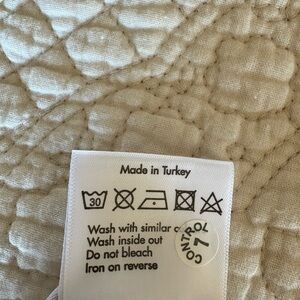 Made in Turkey
30
Wash with similar c
Wash inside out
Do not bleach
Iron on reverse
CONTROL
7